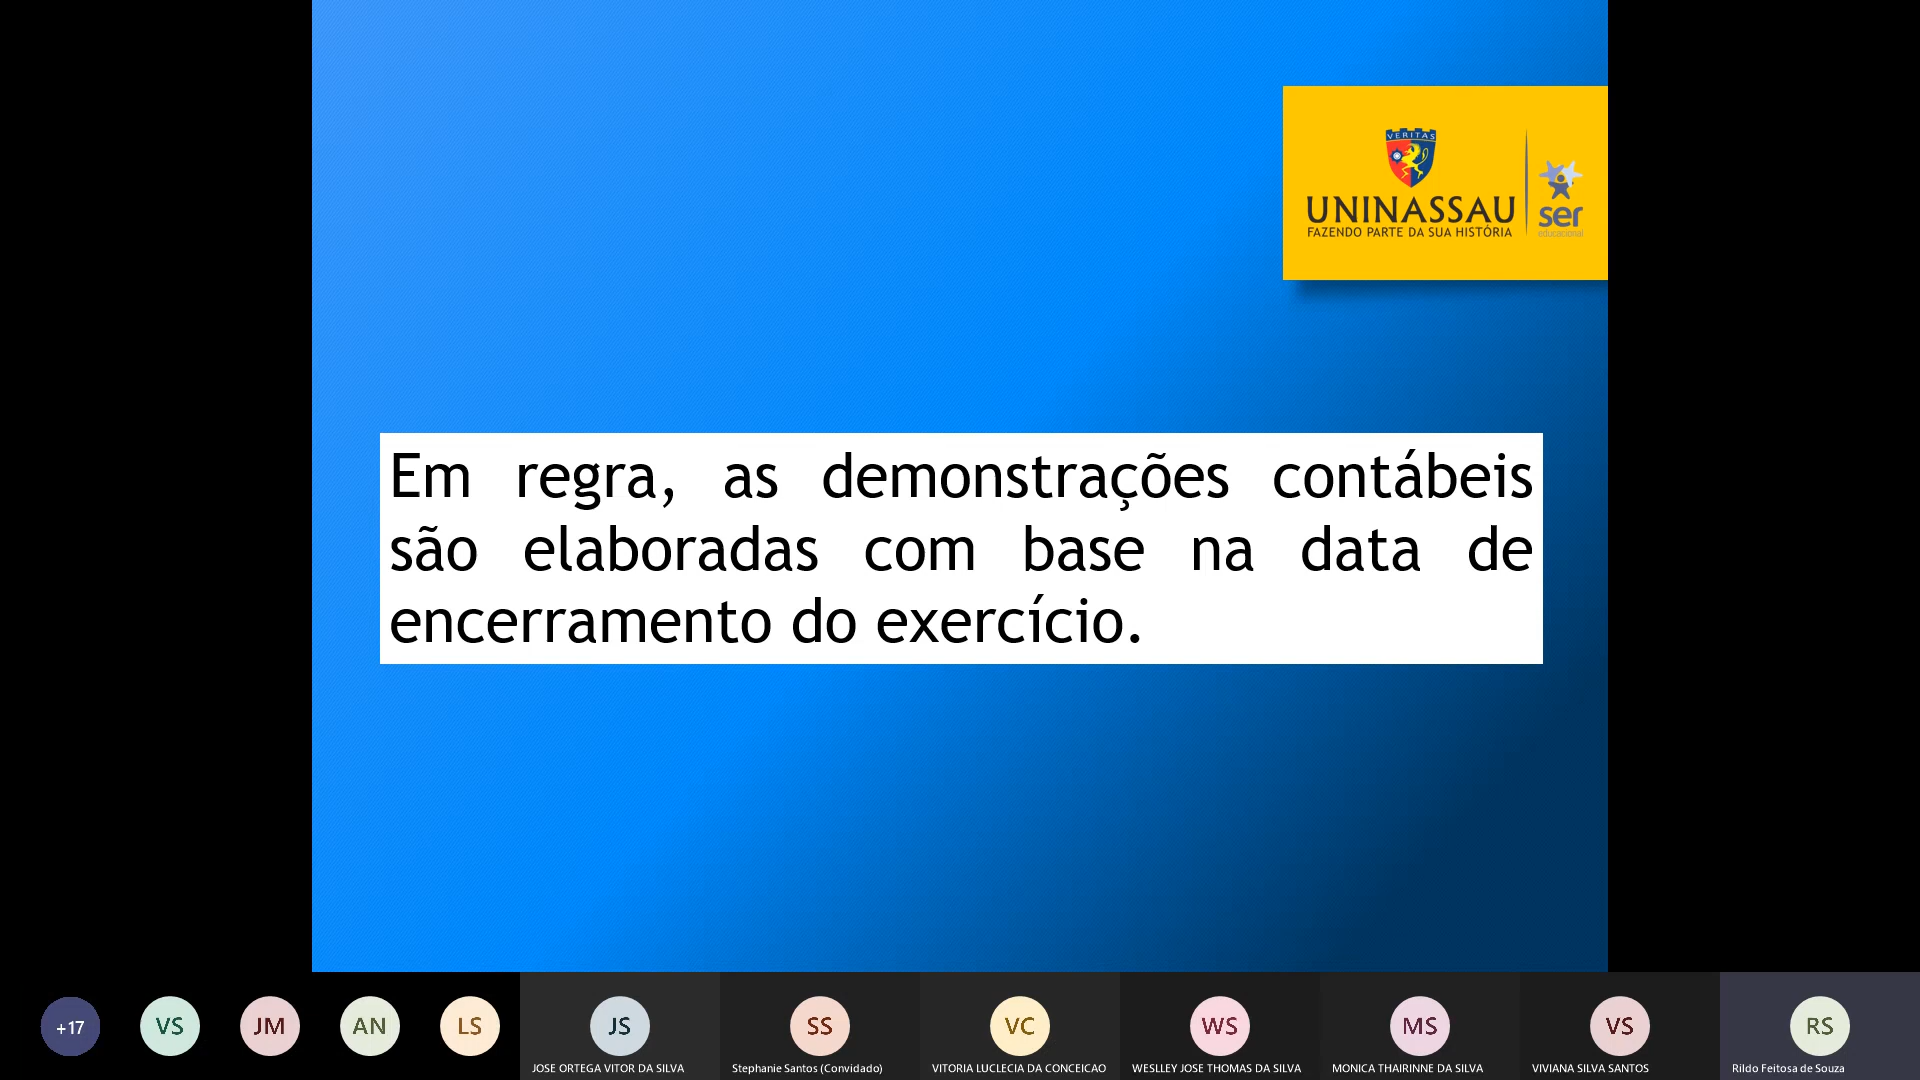 VERITAS
UNINASSAU
FAZENDO PARTE DA SUA HISTÓRIA
ser
educacional
Em regra, as demonstrações contábeis
são elaboradas com base na data de
encerramento do exercício.
+17
VS
JM
AN
LS
JS
SS
VC
WS
MS
VS
RS
JOSE ORTEGA VITOR DA SILVA
Stephanie Santos (Convidado)
VITORIA LUCLECIA DA CONCEICAO
WESLLEY JOSE THOMAS DA SILVA
MONICA THAIRINNE DA SILVA
VIVIANA SILVA SANTOS
Rildo Feitosa de Souza